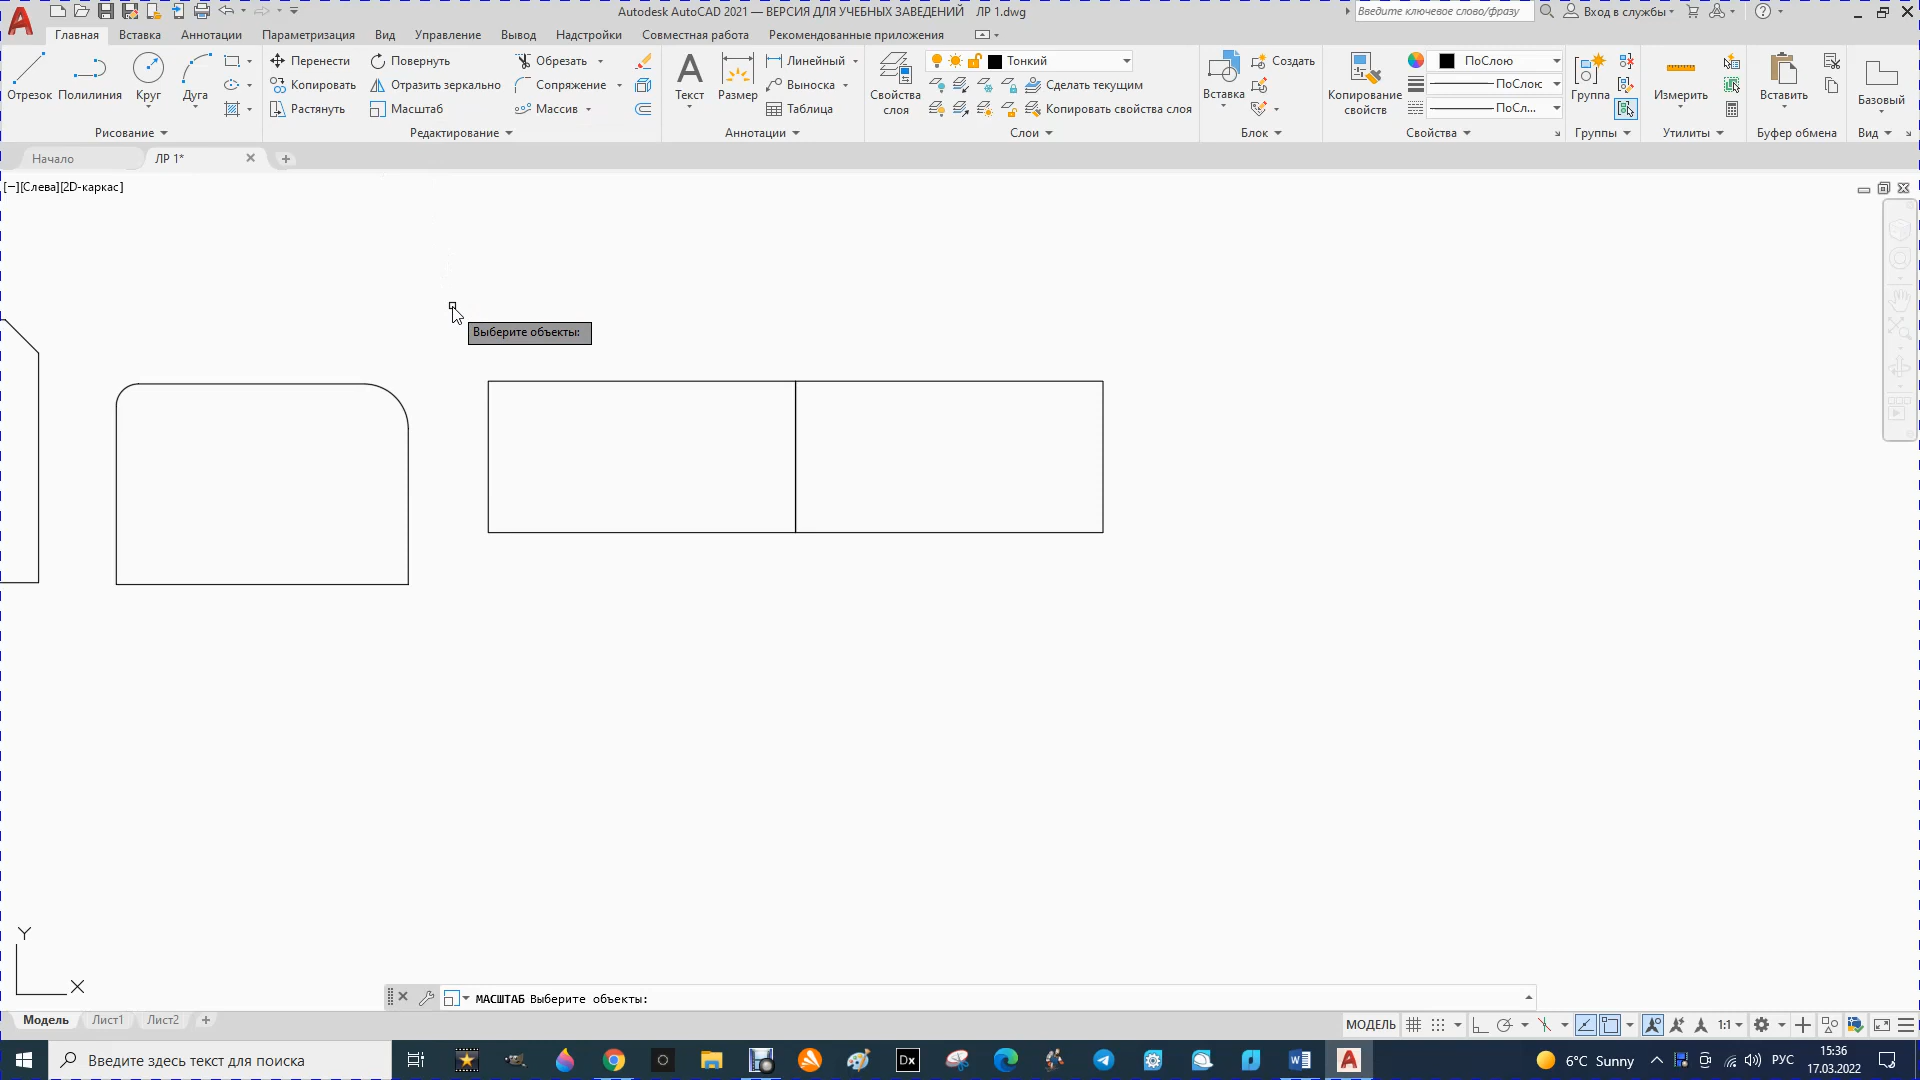 Autodesk AutoCAD 2021 — ВЕРСИЯ ДЛЯ УЧЕБНЫХ ЗАВЕДЕНИЙ ЛР 1.dwg
Введите ключевое слово/фразу
Вход в службы
Главная Вставка Аннотации Параметризация Вид Управление Вывод Надстройки Совместная работа Рекомендованные приложения
Отрезок Полилиния Круг Дуга
Рисование
Перенести Повернуть Обрезать
Копировать Отразить зеркально Сопряжение
Растянуть Масштаб Массив
Редактирование
Текст Размер
Линейный
Выноска
Таблица
Аннотации
Свойства слоя
Тонкий
Сделать текущим
Копировать свойства слоя
Слои
Вставка
Создать
Блок
Копирование свойств
ПоСлою
ПоСлою
ПоСл...
Свойства
Группа
Группы
Измерить
Утилиты
Вставить
Буфер обмена
Базовый
Вид
Начало ЛР 1*
[−][Слева][2D-каркас]
Выберите объекты:
Y
X
МАСШТАБ Выберите объекты:
Модель Лист1 Лист2
МОДЕЛЬ 1:1
Введите здесь текст для поиска
Dx
6°C Sunny
РУС
15:36
17.03.2022